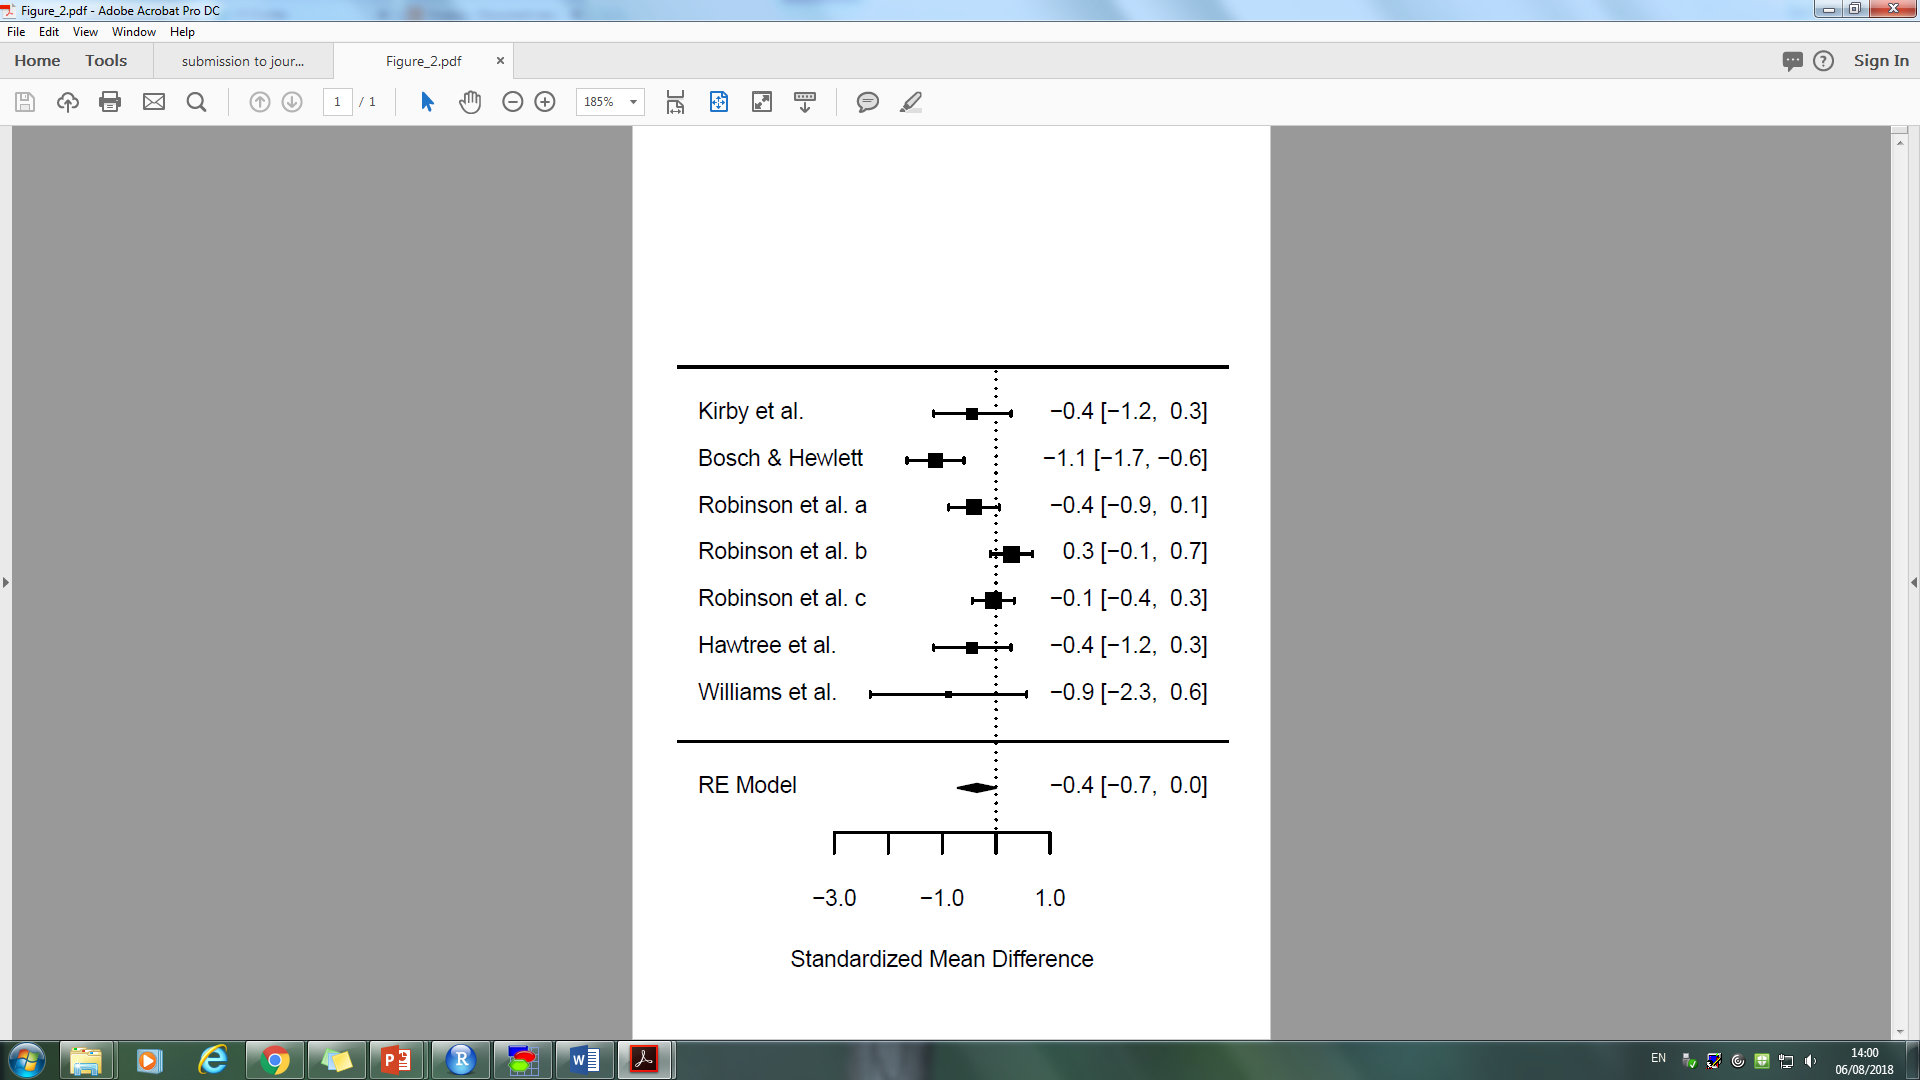 Figure_2.pdf - Adobe Acrobat Pro DC
File Edit View Window Help
Home Tools submission to jour... Figure_2.pdf × Sign In
1 / 1 185%
Kirby et al. −0.4 [−1.2, 0.3]
Bosch & Hewlett −1.1 [−1.7, −0.6]
Robinson et al. a −0.4 [−0.9, 0.1]
Robinson et al. b 0.3 [−0.1, 0.7]
Robinson et al. c −0.1 [−0.4, 0.3]
Hawtree et al. −0.4 [−1.2, 0.3]
Williams et al. −0.9 [−2.3, 0.6]
RE Model −0.4 [−0.7, 0.0]
−3.0 −1.0 1.0
Standardized Mean Difference
EN 14:00
06/08/2018